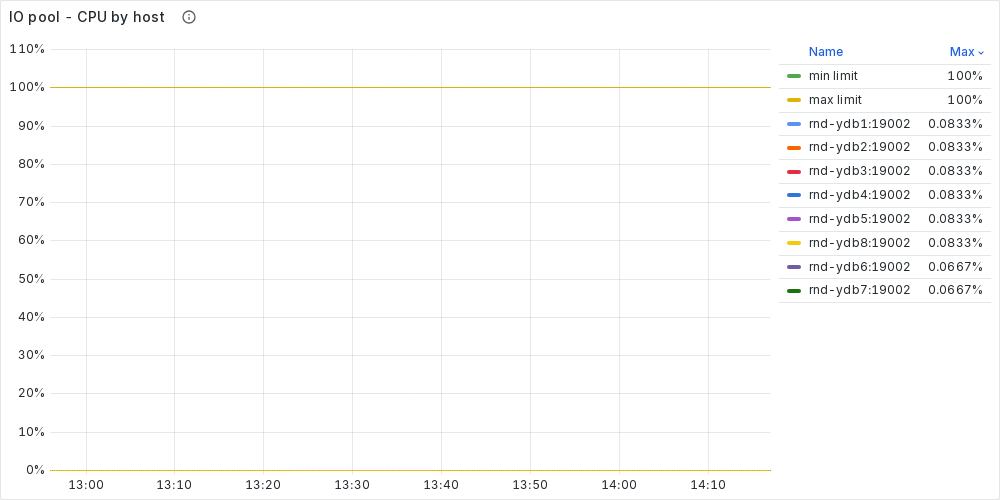 IO pool - CPU by host
110%
100%
90%
80%
70%
60%
50%
40%
30%
20%
10%
0%
13:00 13:10 13:20 13:30 13:40 13:50 14:00 14:10
Name Max
min limit 100%
max limit 100%
rnd-ydb1:19002 0.0833%
rnd-ydb2:19002 0.0833%
rnd-ydb3:19002 0.0833%
rnd-ydb4:19002 0.0833%
rnd-ydb5:19002 0.0833%
rnd-ydb8:19002 0.0833%
rnd-ydb6:19002 0.0667%
rnd-ydb7:19002 0.0667%